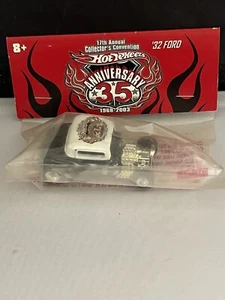 17th Annual
Collector's Convention
8+
'32 FORD
Hot Wheels
ANNIVERSARY
35
1968-2003